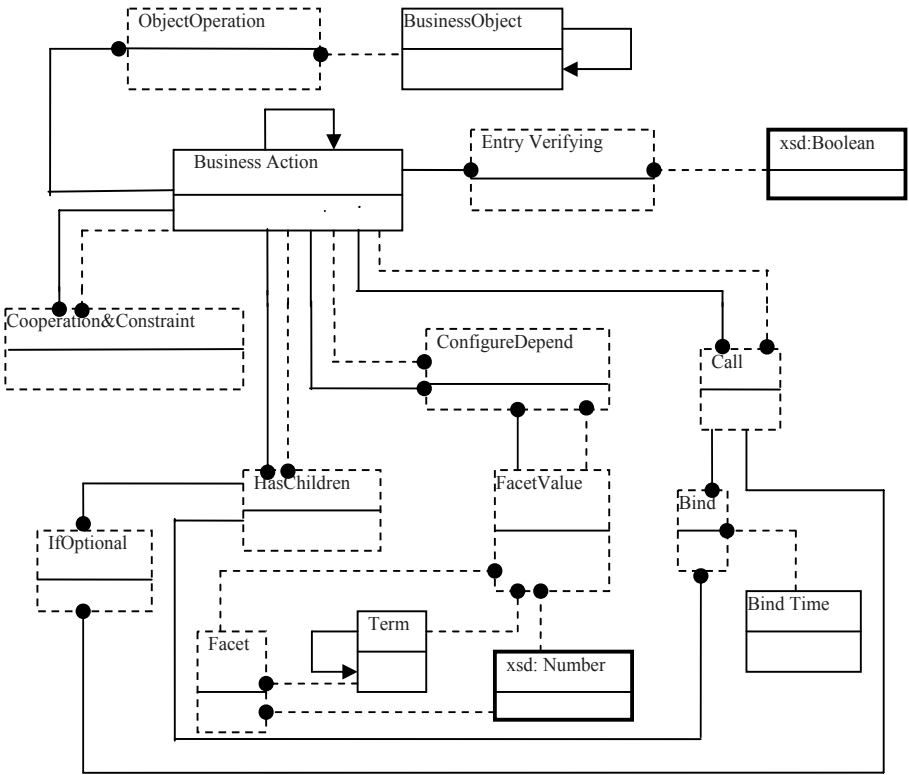 ObjectOperation
BusinessObject
Business Action
Entry Verifying
xsd:Boolean
Cooperation&Constraint
ConfigureDepend
Call
HasChildren
FacetValue
Bind
IfOptional
Bind Time
Term
Facet
xsd: Number